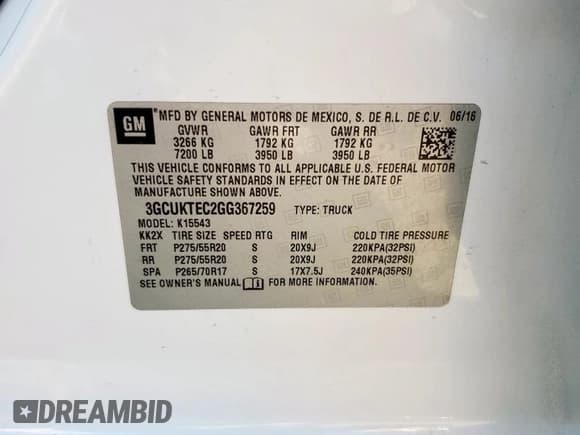 GM ® MFD BY GENERAL MOTORS DE MEXICO, S. DE R.L. DE C.V. 06/16
GVWR GAWR FRT GAWR RR
3266 KG 1792 KG 1792 KG
7200 LB 3950 LB 3950 LB
THIS VEHICLE CONFORMS TO ALL APPLICABLE U.S. FEDERAL MOTOR
VEHICLE SAFETY STANDARDS IN EFFECT ON THE DATE OF
MANUFACTURE SHOWN ABOVE.
3GCUKTEC2GG367259 TYPE: TRUCK
MODEL: K15543
KK2X TIRE SIZE SPEED RTG RIM COLD TIRE PRESSURE
FRT P275/55R20 S 20X9J 220KPA(32PSI)
RR P275/55R20 S 20X9J 220KPA(32PSI)
SPA P265/70R17 S 17X7.5J 240KPA(35PSI)
SEE OWNER'S MANUAL i FOR MORE INFORMATION.
DREAMBID